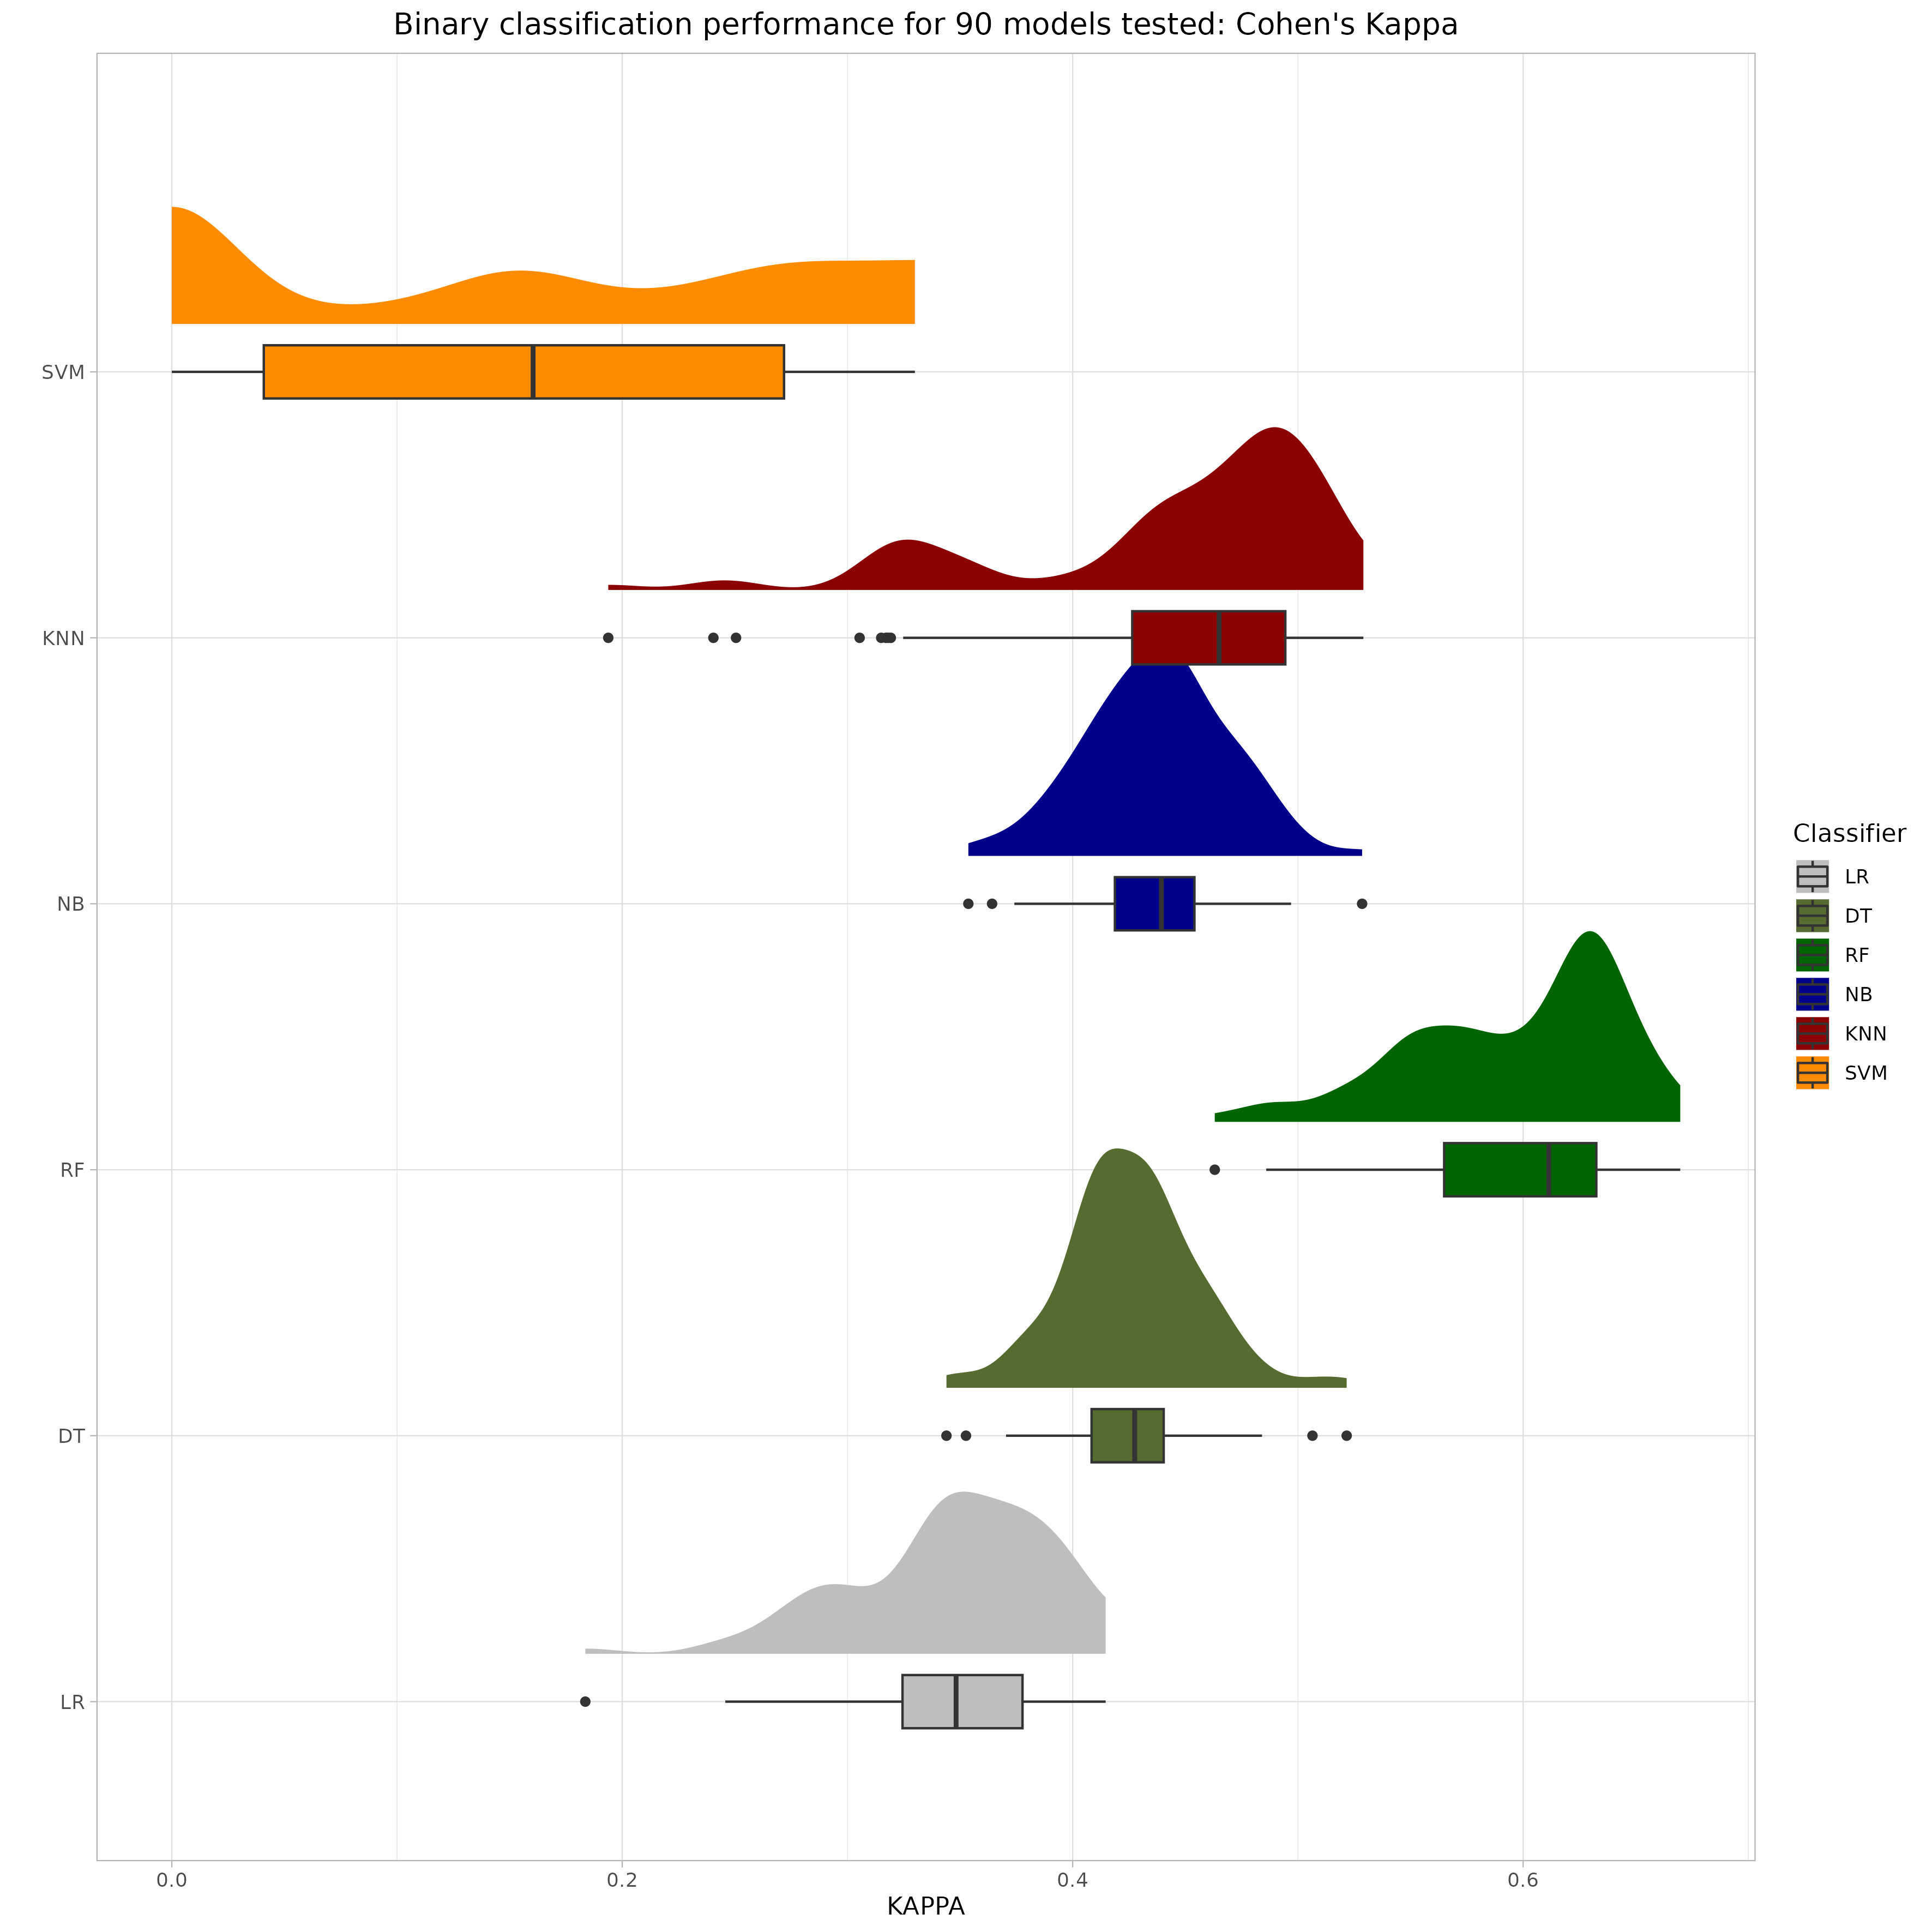 Binary classification performance for 90 models tested: Cohen's Kappa
SVM
KNN
NB
RF
DT
LR
0.0 0.2 0.4 0.6
KAPPA
Classifier
LR
DT
RF
NB
KNN
SVM